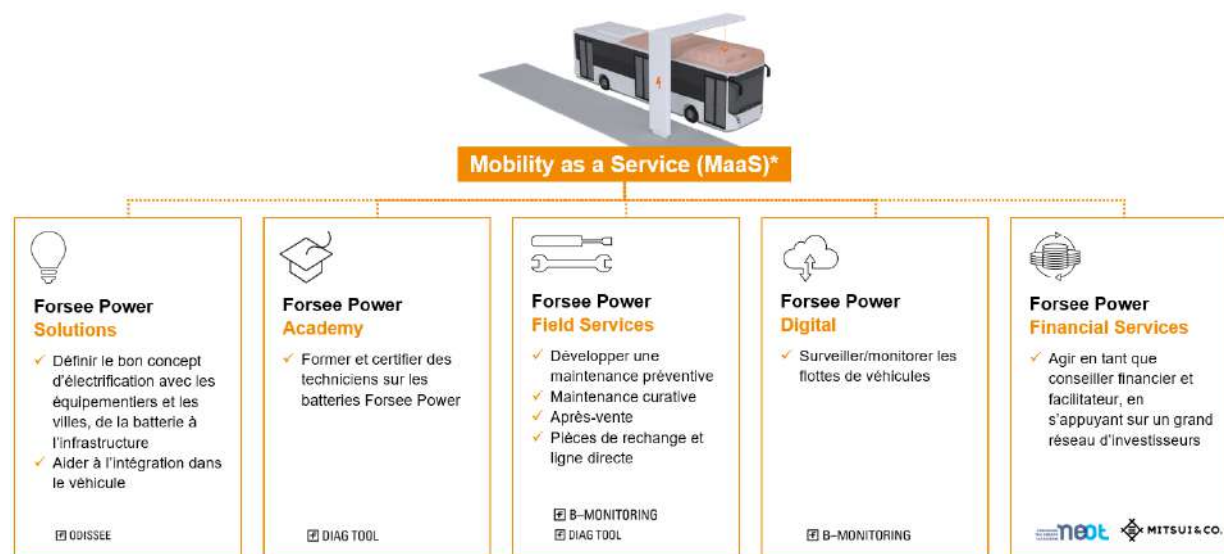 Mobility as a Service (MaaS)*
Forsee Power
Solutions
✓ Définir le bon concept
d'électrification avec les
équipementiers et les
villes, de la batterie à
l'infrastructure
✓ Aider à l'intégration dans
le véhicule
ODISSEE
Forsee Power
Academy
✓ Former et certifier des
techniciens sur les
batteries Forsee Power
DIAG TOOL
Forsee Power
Field Services
✓ Développer une
maintenance préventive
✓ Maintenance curative
✓ Après-vente
✓ Pièces de rechange et
ligne directe
B-MONITORING
DIAG TOOL
Forsee Power
Digital
✓ Surveiller/monitorer les
flottes de véhicules
B-MONITORING
Forsee Power
Financial Services
✓ Agir en tant que
conseiller financier et
facilitateur, en
s'appuyant sur un grand
réseau d'investisseurs
neot
MITSUI & CO.